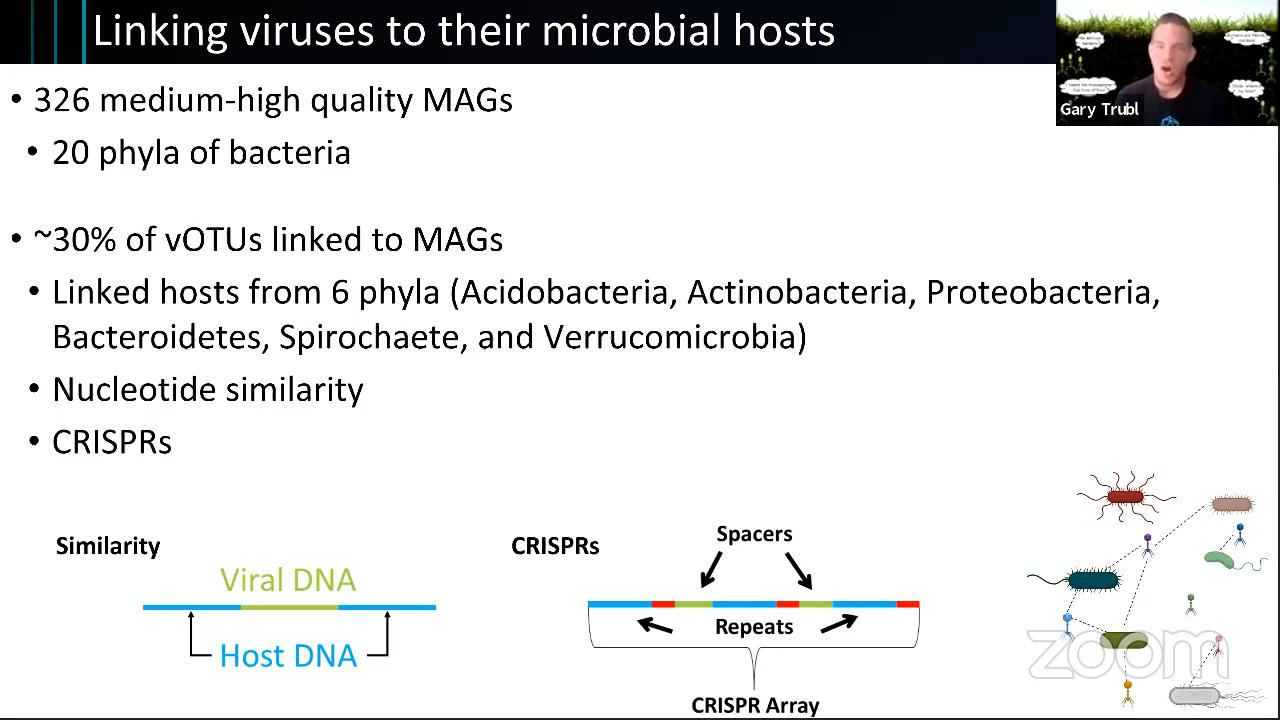 Linking viruses to their microbial hosts
Gary Trubl
• 326 medium-high quality MAGs
• 20 phyla of bacteria
• ~30% of vOTUs linked to MAGs
• Linked hosts from 6 phyla (Acidobacteria, Actinobacteria, Proteobacteria,
Bacteroidetes, Spirochaete, and Verrucomicrobia)
• Nucleotide similarity
• CRISPRs
Similarity
Viral DNA
Host DNA
CRISPRs
Spacers
Repeats
CRISPR Array
zoom